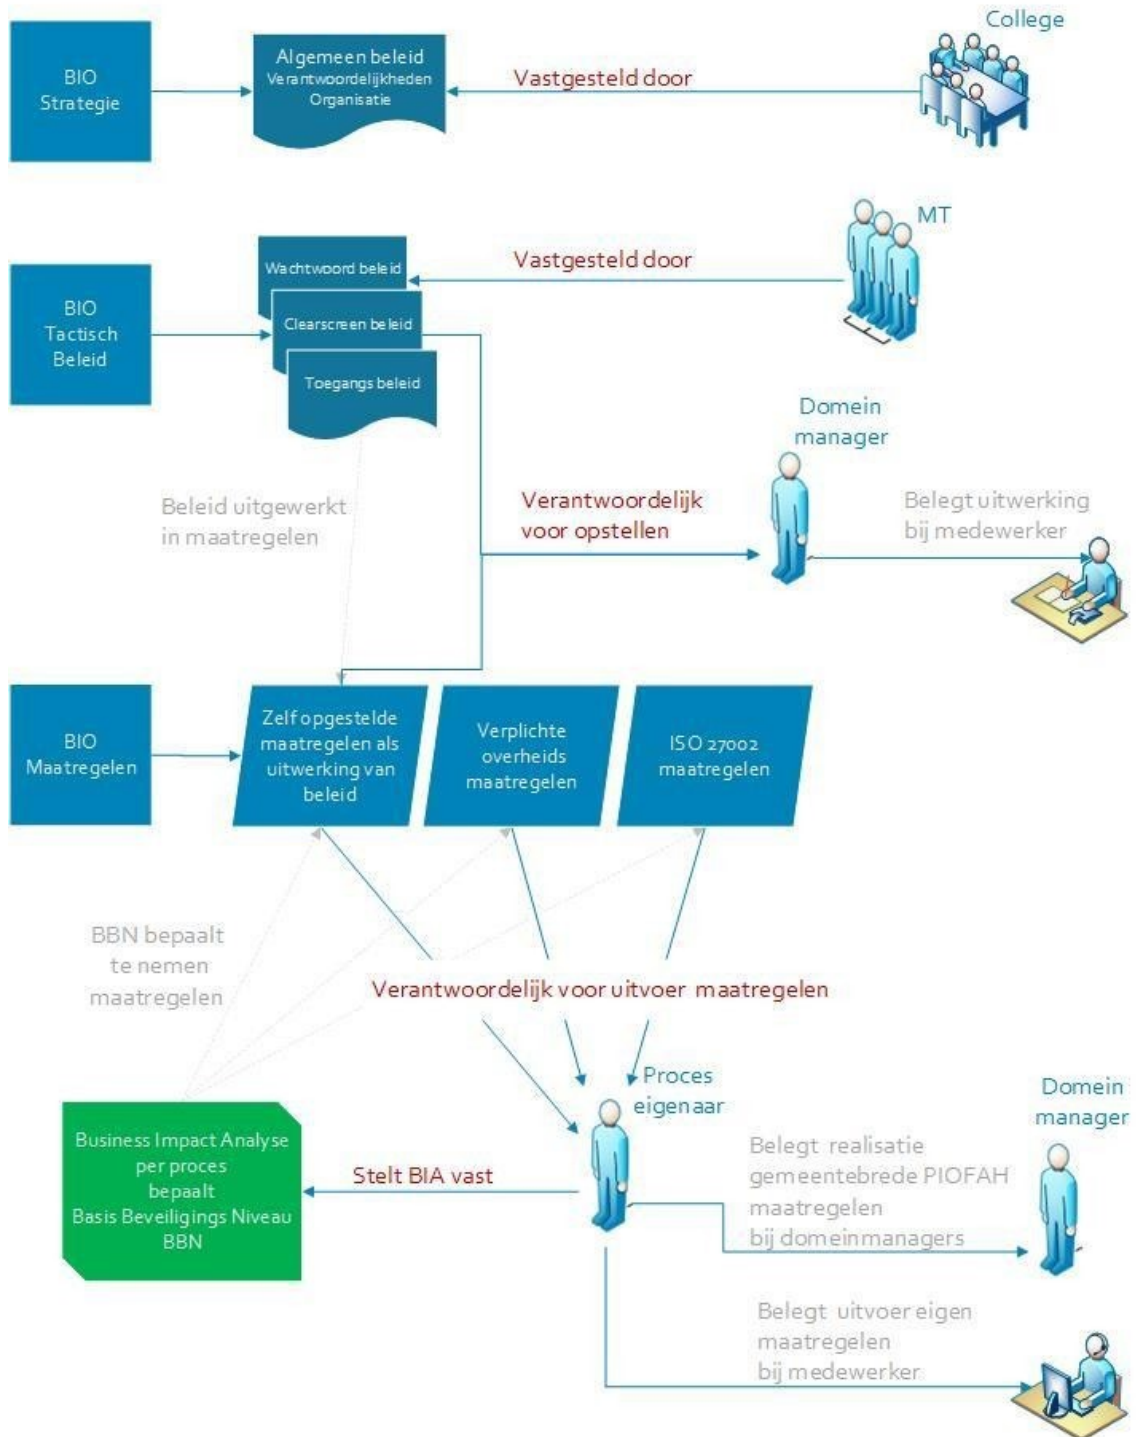 College
BIO
Strategie
Algemeen beleid
Verantwoordelijkheden
Organisatie
Vastgesteld door
MT
BIO
Tactisch
Beleid
Wachtwoord beleid
Clearscreen beleid
Toegangs beleid
Vastgesteld door
Domein
manager
Beleid uitgewerkt
in maatregelen
Verantwoordelijk
voor opstellen
Belegt uitwerking
bij medewerker
BIO
Maatregelen
Zelf opgestelde
maatregelen als
uitwerking van
beleid
Verplichte
overheids
maatregelen
ISO 27002
maatregelen
BBN bepaalt
te nemen
maatregelen
Verantwoordelijk voor uitvoer maatregelen
Proces
eigenaar
Domein
manager
Business Impact Analyse
per proces
bepaalt
Basis Beveiligings Niveau
BBN
Stelt BIA vast
Belegt realisatie
gemeentebrede PIOFAH
maatregelen
bij domeinmanagers
Belegt uitvoer eigen
maatregelen
bij medewerker